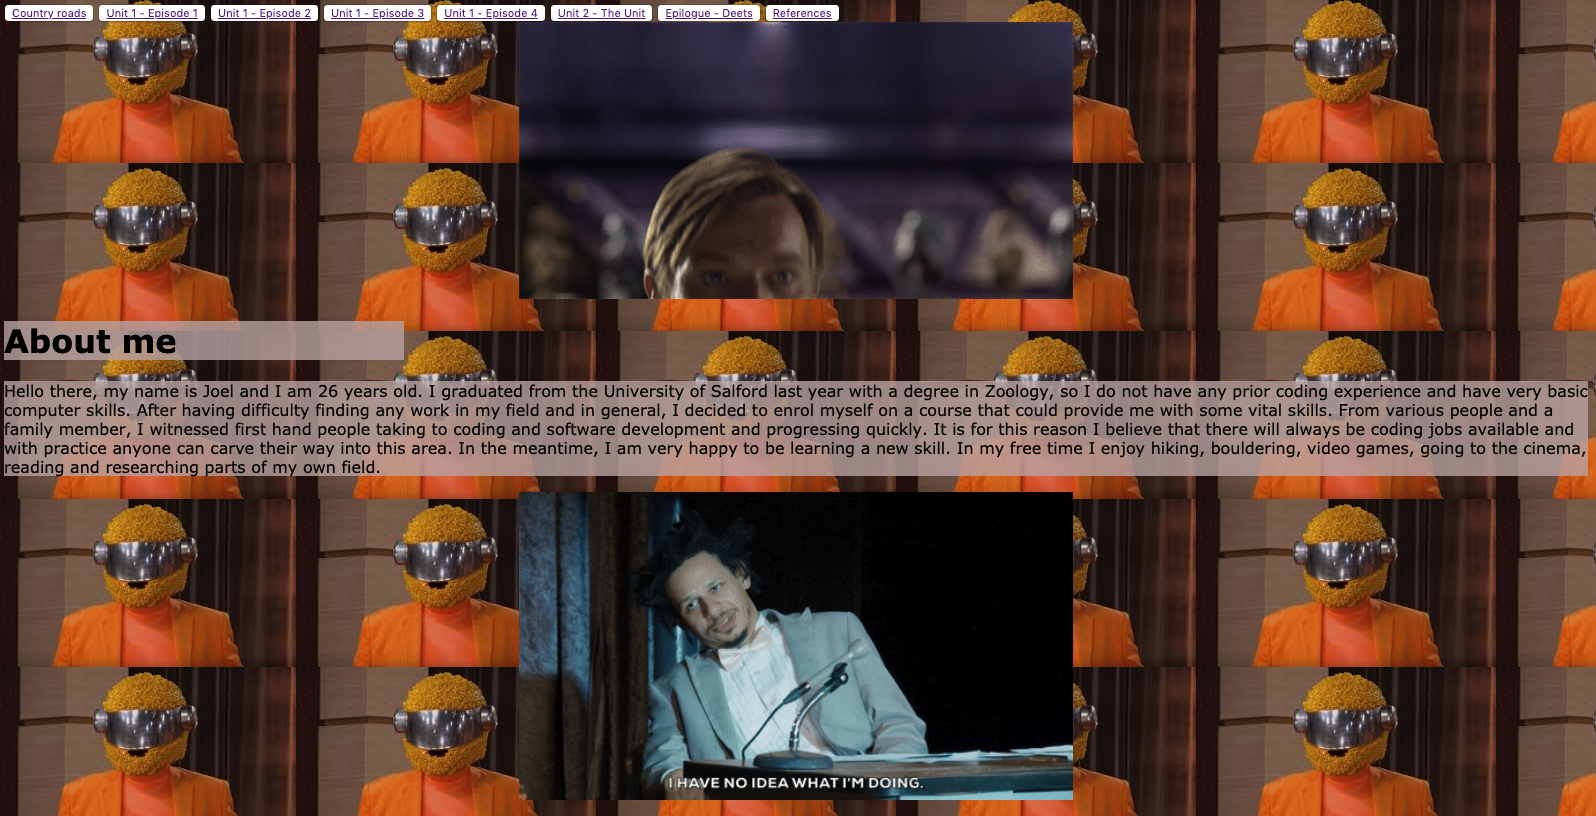 Country roads Unit 1 - Episode 1 Unit 1 - Episode 2 Unit 1 - Episode 3 Unit 1 - Episode 4 Unit 2 - The Unit Epilogue - Deets References
About me
Hello there, my name is Joel and I am 26 years old. I graduated from the University of Salford last year with a degree in Zoology, so I do not have any prior coding experience and have very basic
computer skills. After having difficulty finding any work in my field and in general, I decided to enrol myself on a course that could provide me with some vital skills. From various people and a
family member, I witnessed first hand people taking to coding and software development and progressing quickly. It is for this reason I believe that there will always be coding jobs available and
with practice anyone can carve their way into this area. In the meantime, I am very happy to be learning a new skill. In my free time I enjoy hiking, bouldering, video games, going to the cinema,
reading and researching parts of my own field.
I HAVE NO IDEA WHAT I'M DOING.